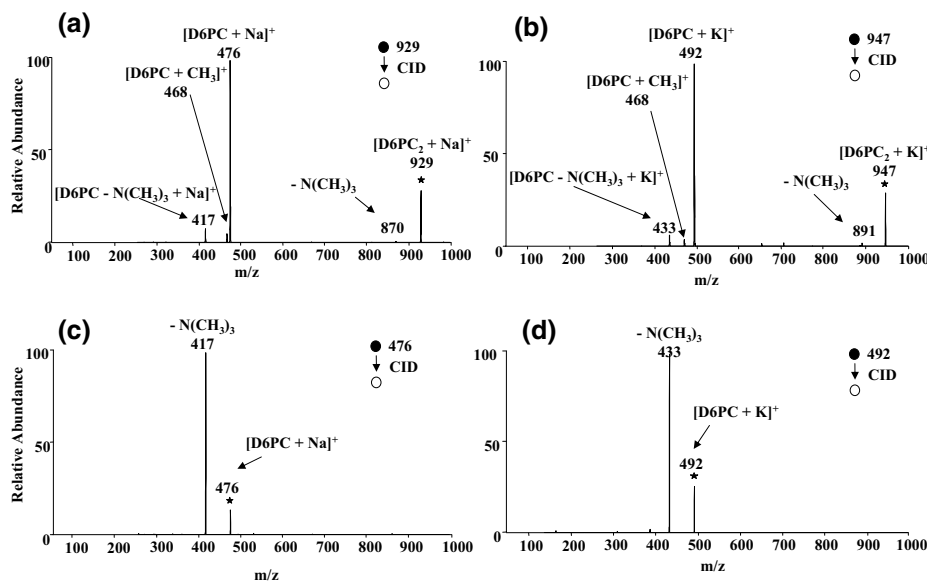 (a)
[D6PC + Na]⁺
476
[D6PC + CH₃]⁺
468
● 929
CID
○
100
50
0
Relative Abundance
[D6PC₂ + Na]⁺
929
★
[D6PC - N(CH₃)₃ + Na]⁺
417
- N(CH₃)₃
870
100 200 300 400 500 600 700 800 900 1000
m/z
(b)
[D6PC + K]⁺
492
[D6PC + CH₃]⁺
468
● 947
CID
○
100
50
0
[D6PC₂ + K]⁺
947
★
[D6PC - N(CH₃)₃ + K]⁺
433
- N(CH₃)₃
891
100 200 300 400 500 600 700 800 900 1000
m/z
(c)
- N(CH₃)₃
417
● 476
CID
○
100
50
0
Relative Abundance
[D6PC + Na]⁺
476
★
100 200 300 400 500 600 700 800 900 1000
m/z
(d)
- N(CH₃)₃
433
● 492
CID
○
100
50
0
[D6PC + K]⁺
492
★
100 200 300 400 500 600 700 800 900 1000
m/z